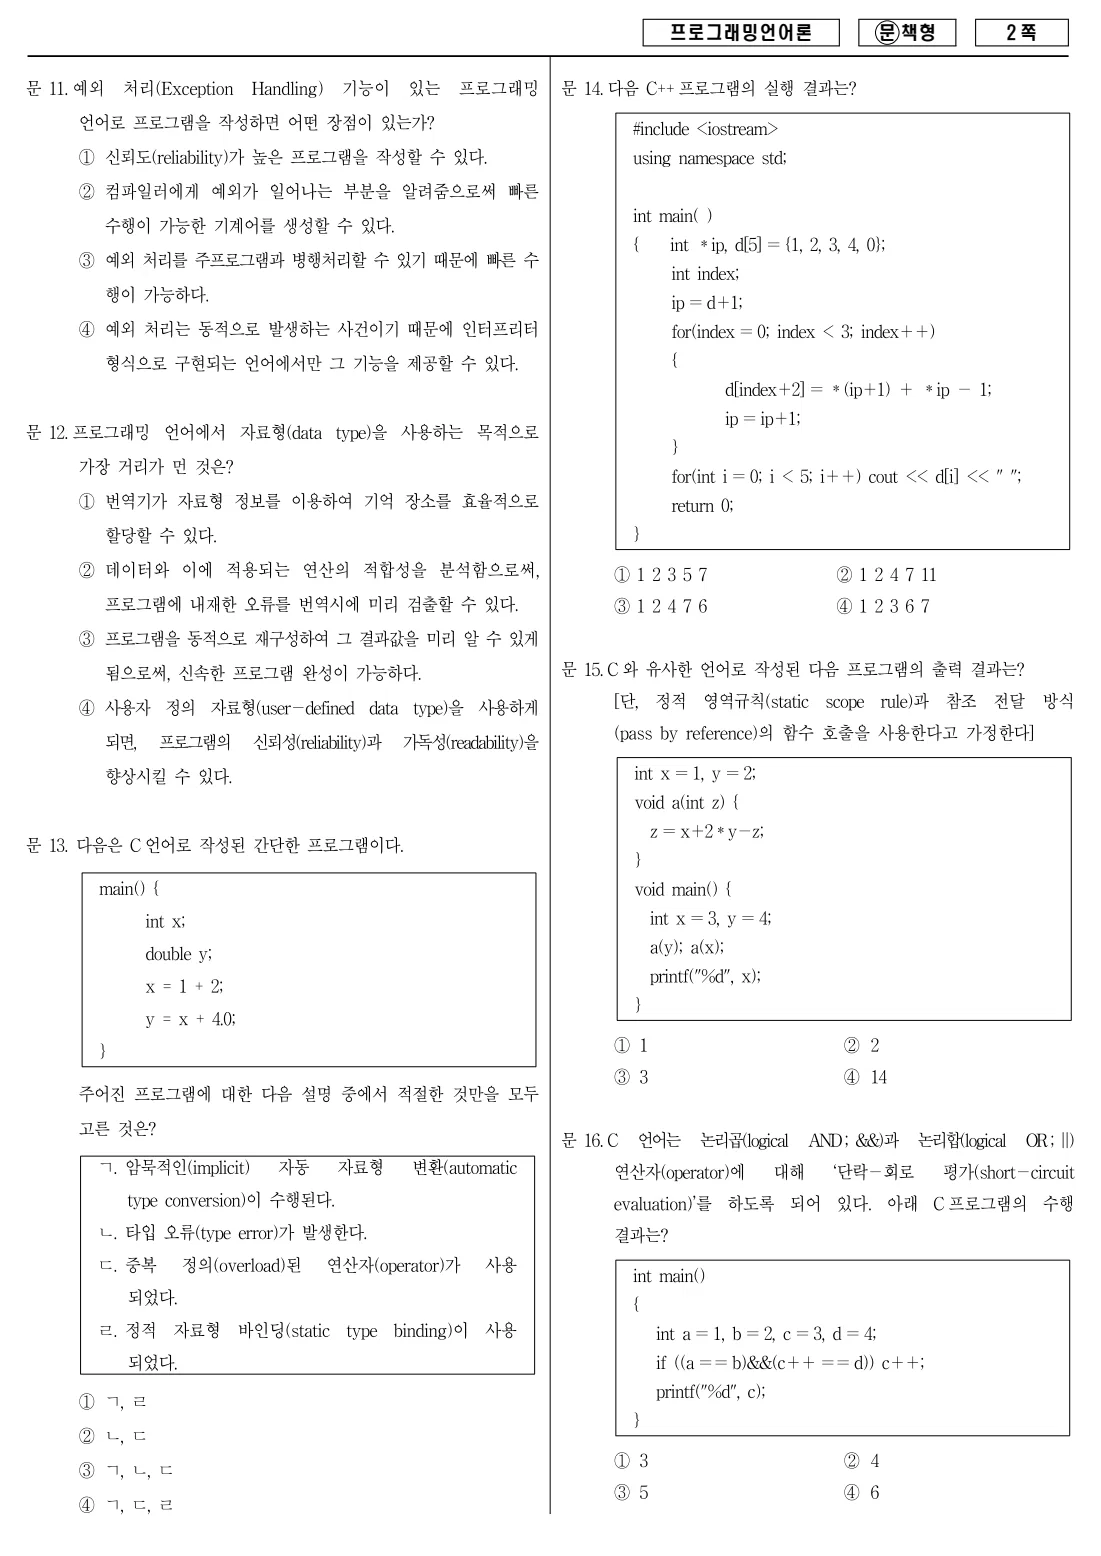 프로그래밍언어론 문책형 2쪽
문 11. 예외 처리(Exception Handling) 기능이 있는 프로그래밍
언어로 프로그램을 작성하면 어떤 장점이 있는가?
① 신뢰도(reliability)가 높은 프로그램을 작성할 수 있다.
② 컴파일러에게 예외가 일어나는 부분을 알려줌으로써 빠른
수행이 가능한 기계어를 생성할 수 있다.
③ 예외 처리를 주프로그램과 병행처리할 수 있기 때문에 빠른 수
행이 가능하다.
④ 예외 처리는 동적으로 발생하는 사건이기 때문에 인터프리터
형식으로 구현되는 언어에서만 그 기능을 제공할 수 있다.
문 12. 프로그래밍 언어에서 자료형(data type)을 사용하는 목적으로
가장 거리가 먼 것은?
① 번역기가 자료형 정보를 이용하여 기억 장소를 효율적으로
할당할 수 있다.
② 데이터와 이에 적용되는 연산의 적합성을 분석함으로써,
프로그램에 내재한 오류를 번역시에 미리 검출할 수 있다.
③ 프로그램을 동적으로 재구성하여 그 결과값을 미리 알 수 있게
됨으로써, 신속한 프로그램 완성이 가능하다.
④ 사용자 정의 자료형(user-defined data type)을 사용하게
되면, 프로그램의 신뢰성(reliability)과 가독성(readability)을
향상시킬 수 있다.
문 13. 다음은 C 언어로 작성된 간단한 프로그램이다.
main() {
int x;
double y;
x = 1 + 2;
y = x + 4.0;
}
주어진 프로그램에 대한 다음 설명 중에서 적절한 것만을 모두
고른 것은?
ㄱ. 암묵적인(implicit) 자동 자료형 변환(automatic
type conversion)이 수행된다.
ㄴ. 타입 오류(type error)가 발생한다.
ㄷ. 중복 정의(overload)된 연산자(operator)가 사용
되었다.
ㄹ. 정적 자료형 바인딩(static type binding)이 사용
되었다.
① ㄱ, ㄹ
② ㄴ, ㄷ
③ ㄱ, ㄴ, ㄷ
④ ㄱ, ㄷ, ㄹ
문 14. 다음 C++ 프로그램의 실행 결과는?
#include <iostream>
using namespace std;
int main( )
{ int *ip, d[5] = {1, 2, 3, 4, 0};
int index;
ip = d+1;
for(index = 0; index < 3; index++)
{
d[index+2] = *(ip+1) + *ip - 1;
ip = ip+1;
}
for(int i = 0; i < 5; i++) cout << d[i] << " ";
return 0;
}
① 1 2 3 5 7 ② 1 2 4 7 11
③ 1 2 4 7 6 ④ 1 2 3 6 7
문 15. C 와 유사한 언어로 작성된 다음 프로그램의 출력 결과는?
[단, 정적 영역규칙(static scope rule)과 참조 전달 방식
(pass by reference)의 함수 호출을 사용한다고 가정한다]
int x = 1, y = 2;
void a(int z) {
z = x+2*y-z;
}
void main() {
int x = 3, y = 4;
a(y); a(x);
printf("%d", x);
}
① 1 ② 2
③ 3 ④ 14
문 16. C 언어는 논리곱(logical AND ; &&)과 논리합(logical OR ; ||)
연산자(operator)에 대해 '단락-회로 평가(short-circuit
evaluation)'를 하도록 되어 있다. 아래 C 프로그램의 수행
결과는?
int main()
{
int a = 1, b = 2, c = 3, d = 4;
if ((a == b)&&(c++ == d)) c++;
printf("%d", c);
}
① 3 ② 4
③ 5 ④ 6